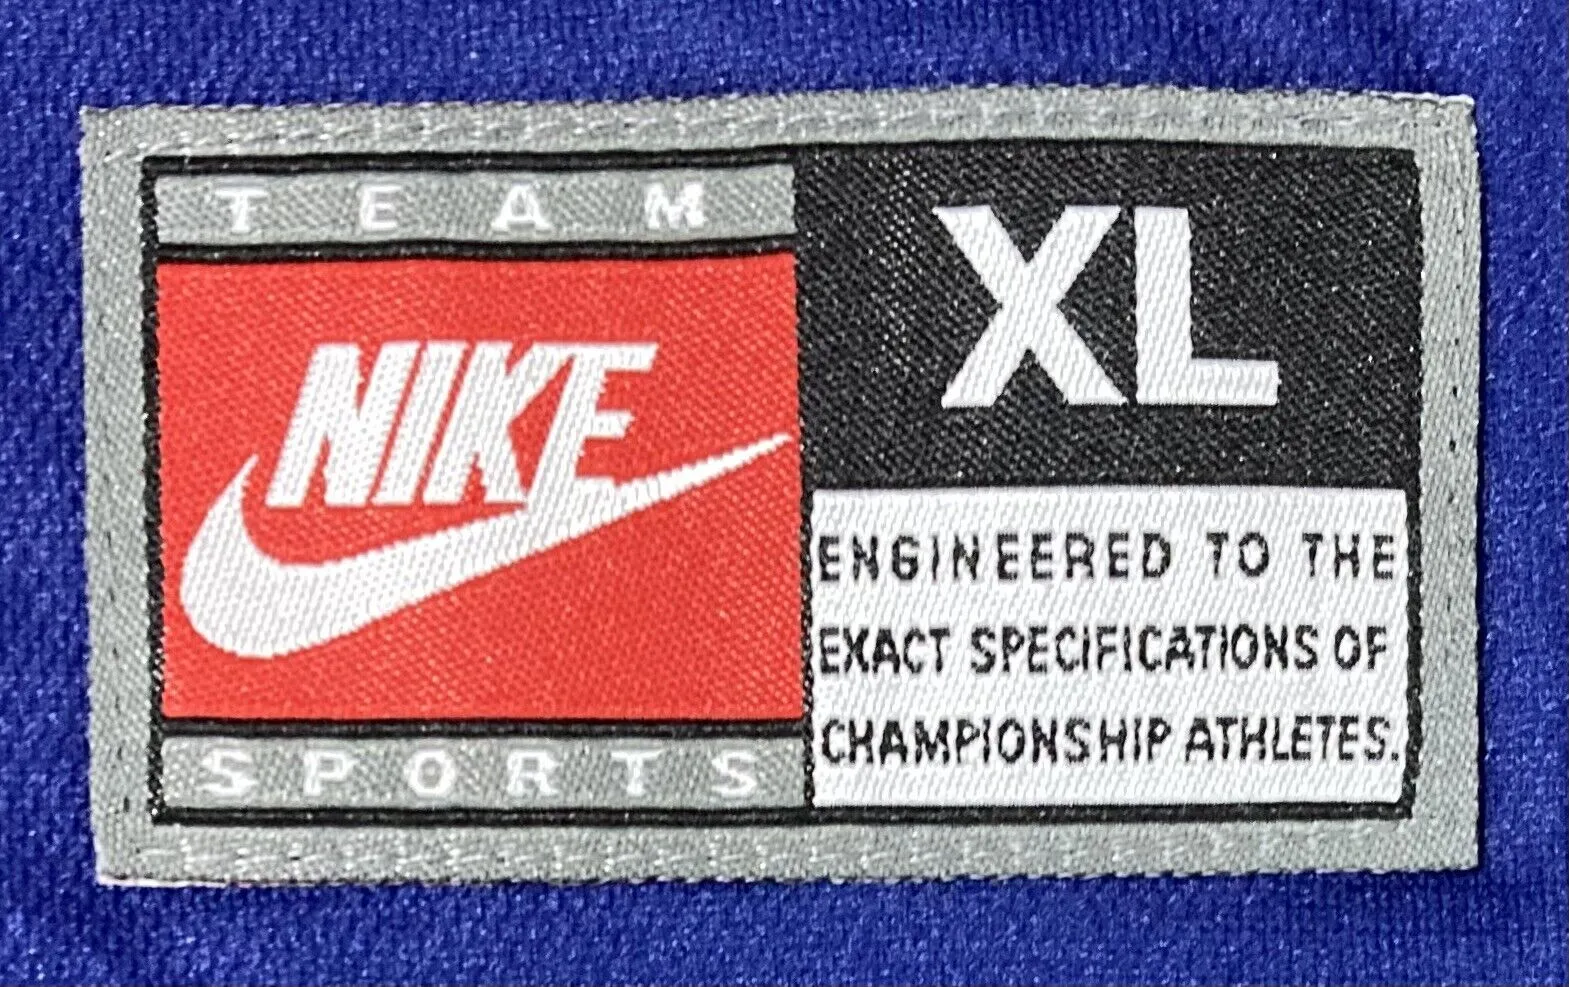 TEAM
NIKE
SPORTS
XL
ENGINEERED TO THE
EXACT SPECIFICATIONS OF
CHAMPIONSHIP ATHLETES.